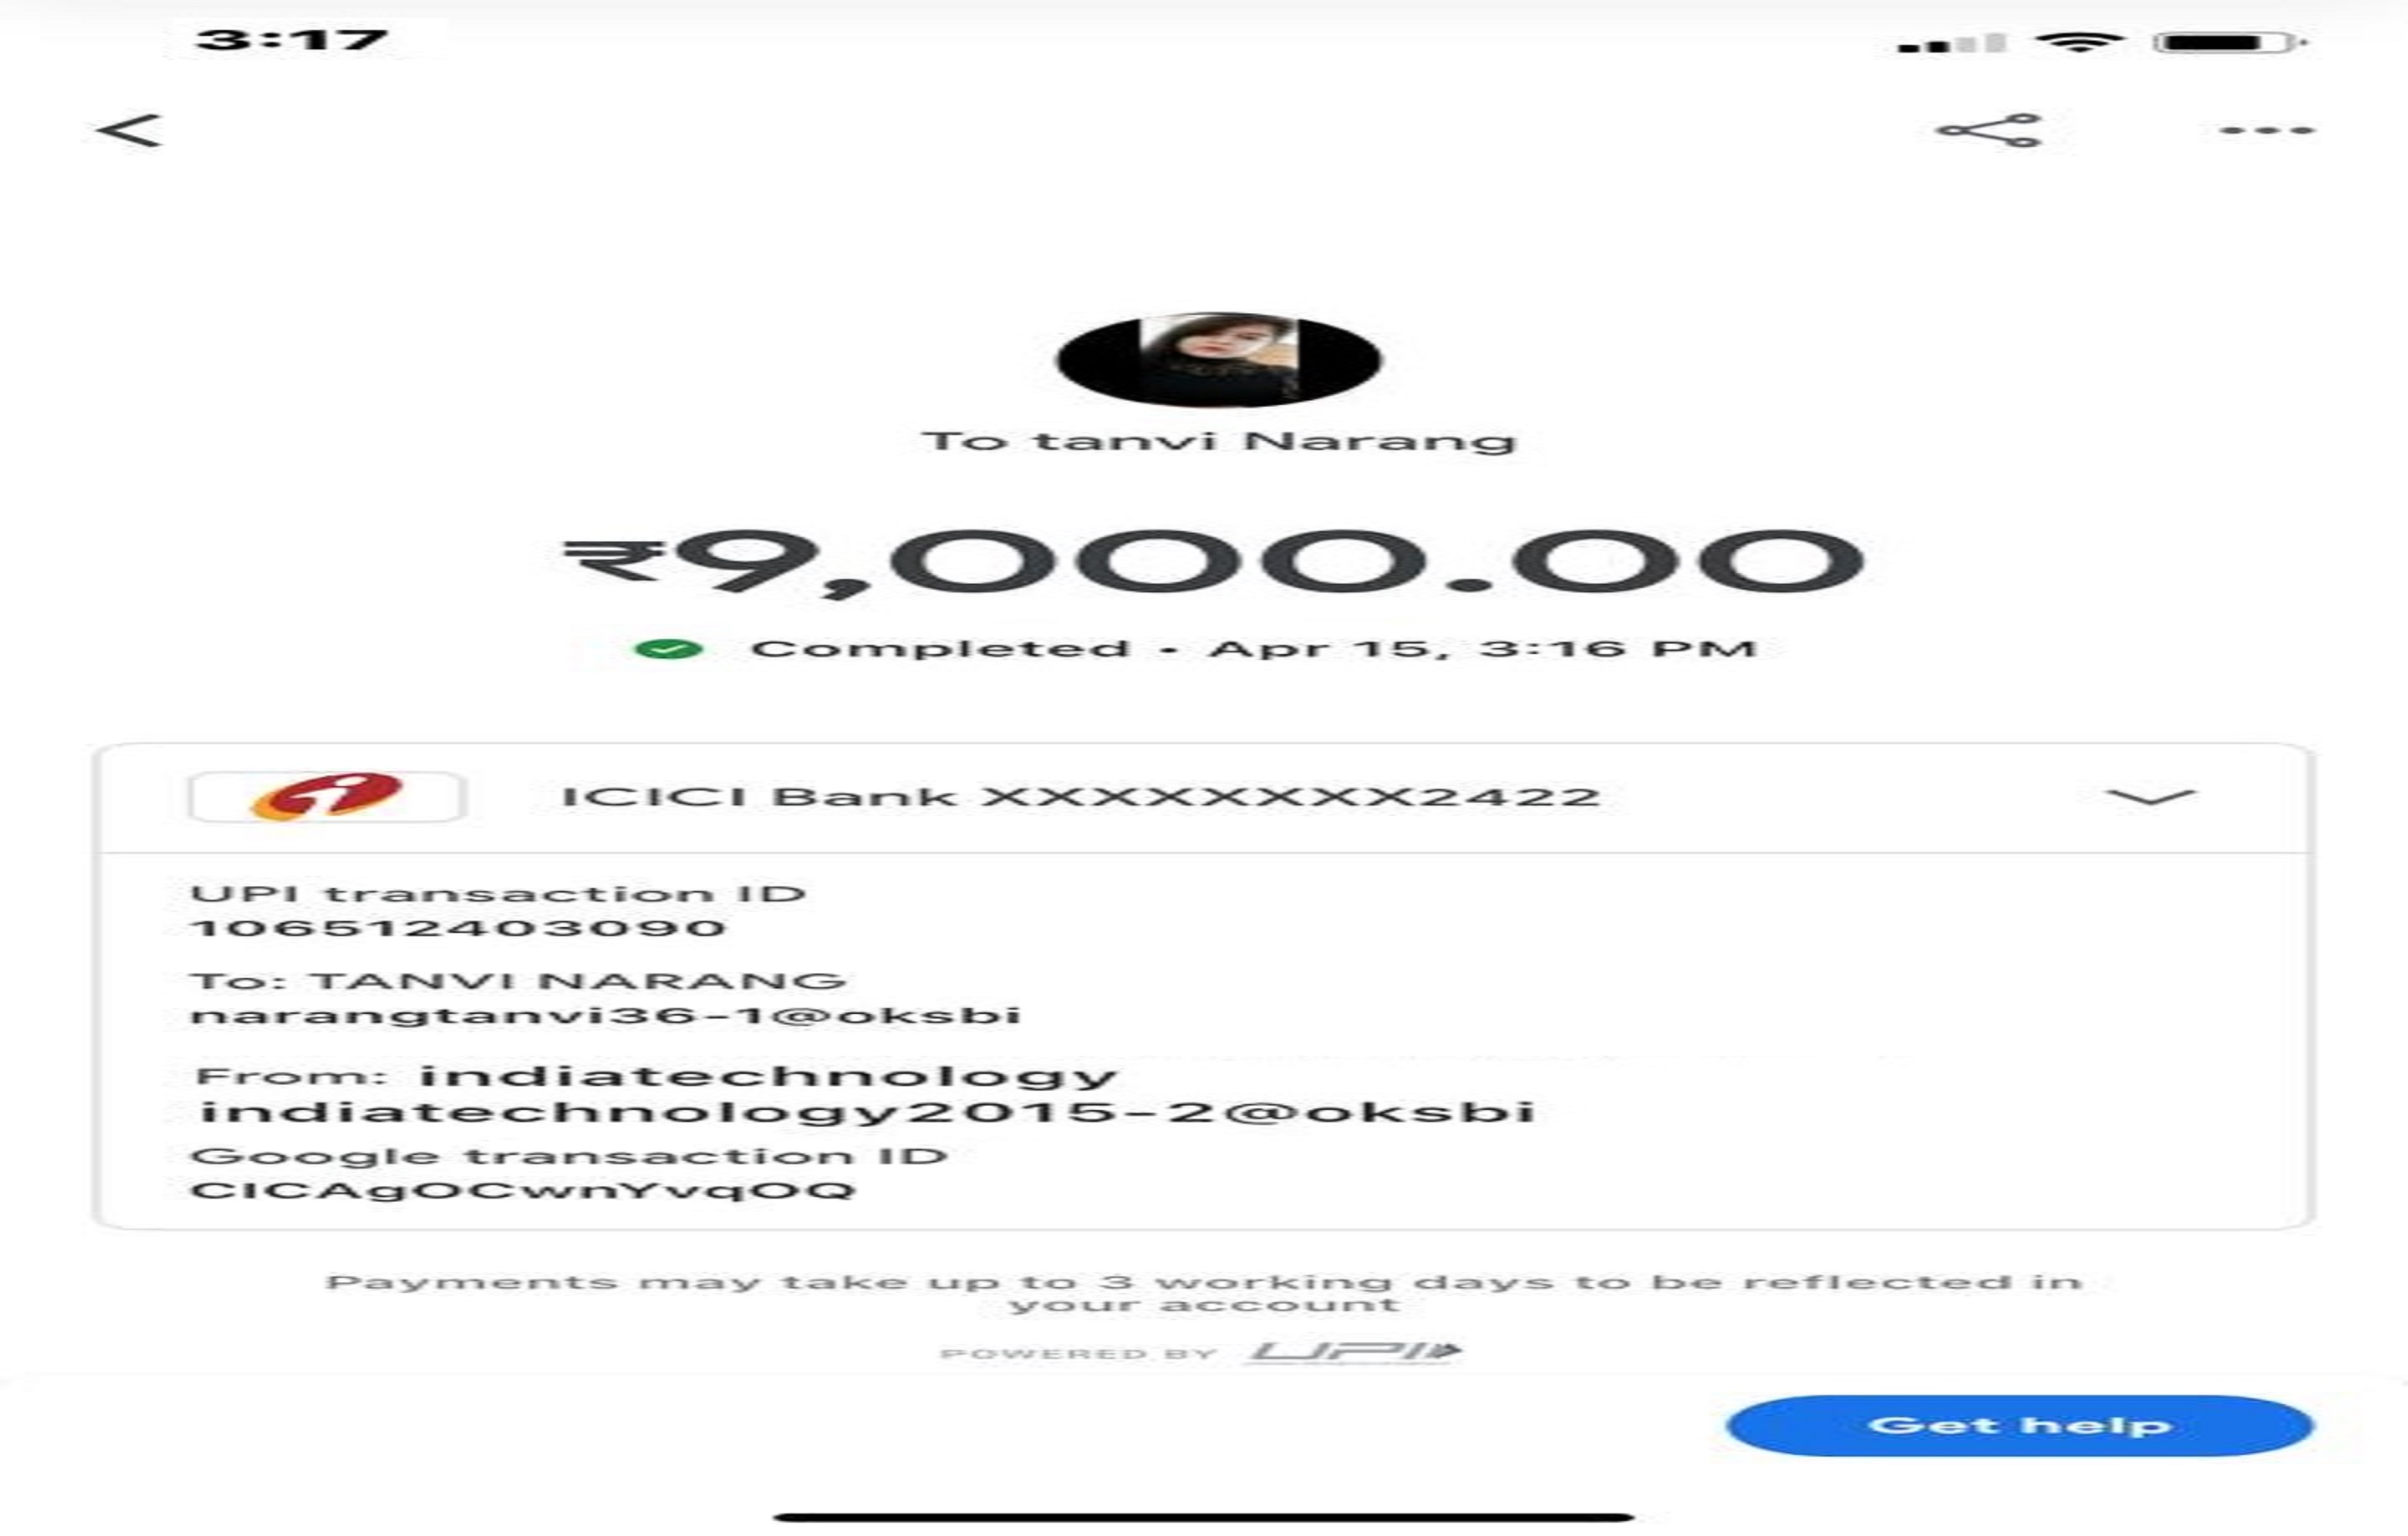 3:17
To tanvi Narang
₹9,000.00
Completed • Apr 15, 3:16 PM
ICICI Bank XXXXXXXX2422
UPI transaction ID
106512403090
To: TANVI NARANG
narangtanvi36-1@oksbi
From: indiatechnology
indiatechnology2015-2@oksbi
Google transaction ID
CICAgOCwnYvqOQ
Payments may take up to 3 working days to be reflected in
your account
POWERED BY UPI
Get help